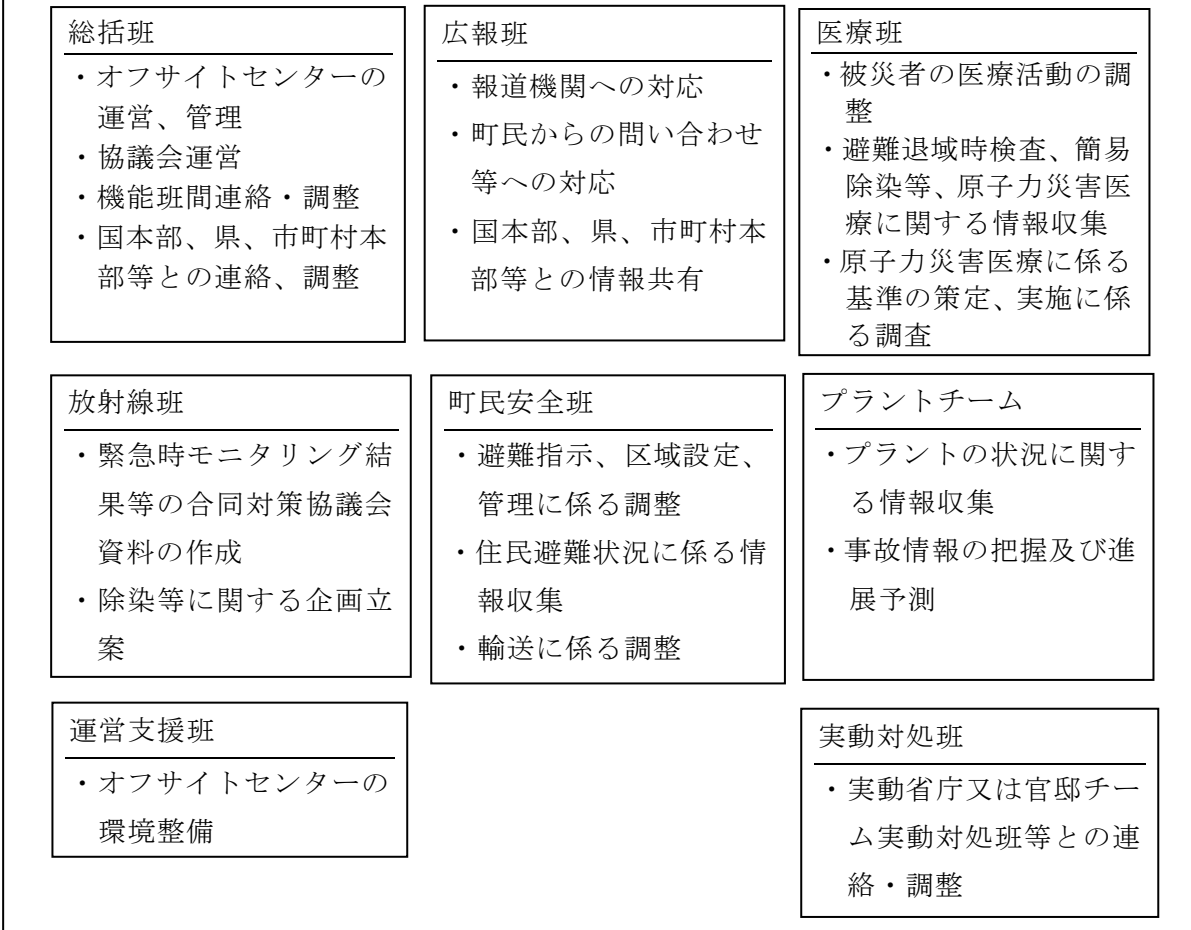 総括班
・オフサイトセンターの
運営、管理
・協議会運営
・機能班間連絡・調整
・国本部、県、市町村本
部等との連絡、調整
広報班
・報道機関への対応
・町民からの問い合わせ
等への対応
・国本部、県、市町村本
部等との情報共有
医療班
・被災者の医療活動の調
整
・避難退域時検査、簡易
除染等、原子力災害医
療に関する情報収集
・原子力災害医療に係る
基準の策定、実施に係
る調査
放射線班
・緊急時モニタリング結
果等の合同対策協議会
資料の作成
・除染等に関する企画立
案
町民安全班
・避難指示、区域設定、
管理に係る調整
・住民避難状況に係る情
報収集
・輸送に係る調整
プラントチーム
・プラントの状況に関す
る情報収集
・事故情報の把握及び進
展予測
運営支援班
・オフサイトセンターの
環境整備
実動対処班
・実動省庁又は官邸チー
ム実動対処班等との連
絡・調整